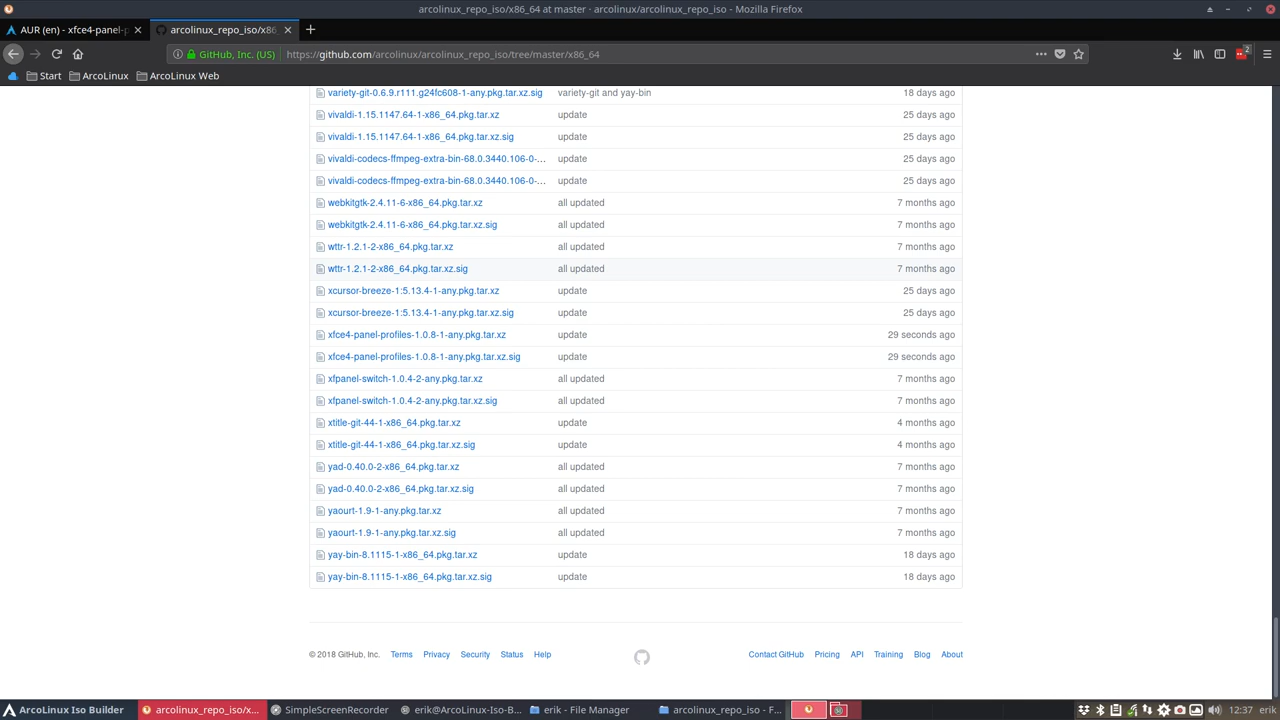 arcolinux_repo_iso/x86_64 at master · arcolinux/arcolinux_repo_iso - Mozilla Firefox
AUR (en) - xfce4-panel-p
arcolinux_repo_iso/x86
GitHub, Inc. (US)
https://github.com/arcolinux/arcolinux_repo_iso/tree/master/x86_64
2
Start ArcoLinux ArcoLinux Web
variety-git-0.6.9.r111.g24fc608-1-any.pkg.tar.xz.sig variety-git and yay-bin 18 days ago
vivaldi-1.15.1147.64-1-x86_64.pkg.tar.xz update 25 days ago
vivaldi-1.15.1147.64-1-x86_64.pkg.tar.xz.sig update 25 days ago
vivaldi-codecs-ffmpeg-extra-bin-68.0.3440.106-0-... update 25 days ago
vivaldi-codecs-ffmpeg-extra-bin-68.0.3440.106-0-... update 25 days ago
webkitgtk-2.4.11-6-x86_64.pkg.tar.xz all updated 7 months ago
webkitgtk-2.4.11-6-x86_64.pkg.tar.xz.sig all updated 7 months ago
wttr-1.2.1-2-x86_64.pkg.tar.xz all updated 7 months ago
wttr-1.2.1-2-x86_64.pkg.tar.xz.sig all updated 7 months ago
xcursor-breeze-1:5.13.4-1-any.pkg.tar.xz update 25 days ago
xcursor-breeze-1:5.13.4-1-any.pkg.tar.xz.sig update 25 days ago
xfce4-panel-profiles-1.0.8-1-any.pkg.tar.xz update 29 seconds ago
xfce4-panel-profiles-1.0.8-1-any.pkg.tar.xz.sig update 29 seconds ago
xfpanel-switch-1.0.4-2-any.pkg.tar.xz all updated 7 months ago
xfpanel-switch-1.0.4-2-any.pkg.tar.xz.sig all updated 7 months ago
xtitle-git-44-1-x86_64.pkg.tar.xz update 4 months ago
xtitle-git-44-1-x86_64.pkg.tar.xz.sig update 4 months ago
yad-0.40.0-2-x86_64.pkg.tar.xz all updated 7 months ago
yad-0.40.0-2-x86_64.pkg.tar.xz.sig all updated 7 months ago
yaourt-1.9-1-any.pkg.tar.xz all updated 7 months ago
yaourt-1.9-1-any.pkg.tar.xz.sig all updated 7 months ago
yay-bin-8.1115-1-x86_64.pkg.tar.xz update 18 days ago
yay-bin-8.1115-1-x86_64.pkg.tar.xz.sig update 18 days ago
© 2018 GitHub, Inc. Terms Privacy Security Status Help Contact GitHub Pricing API Training Blog About
ArcoLinux Iso Builder arcolinux_repo_iso/x... SimpleScreenRecorder erik@ArcoLinux-Iso-B... erik - File Manager arcolinux_repo_iso - F... 12:37 erik